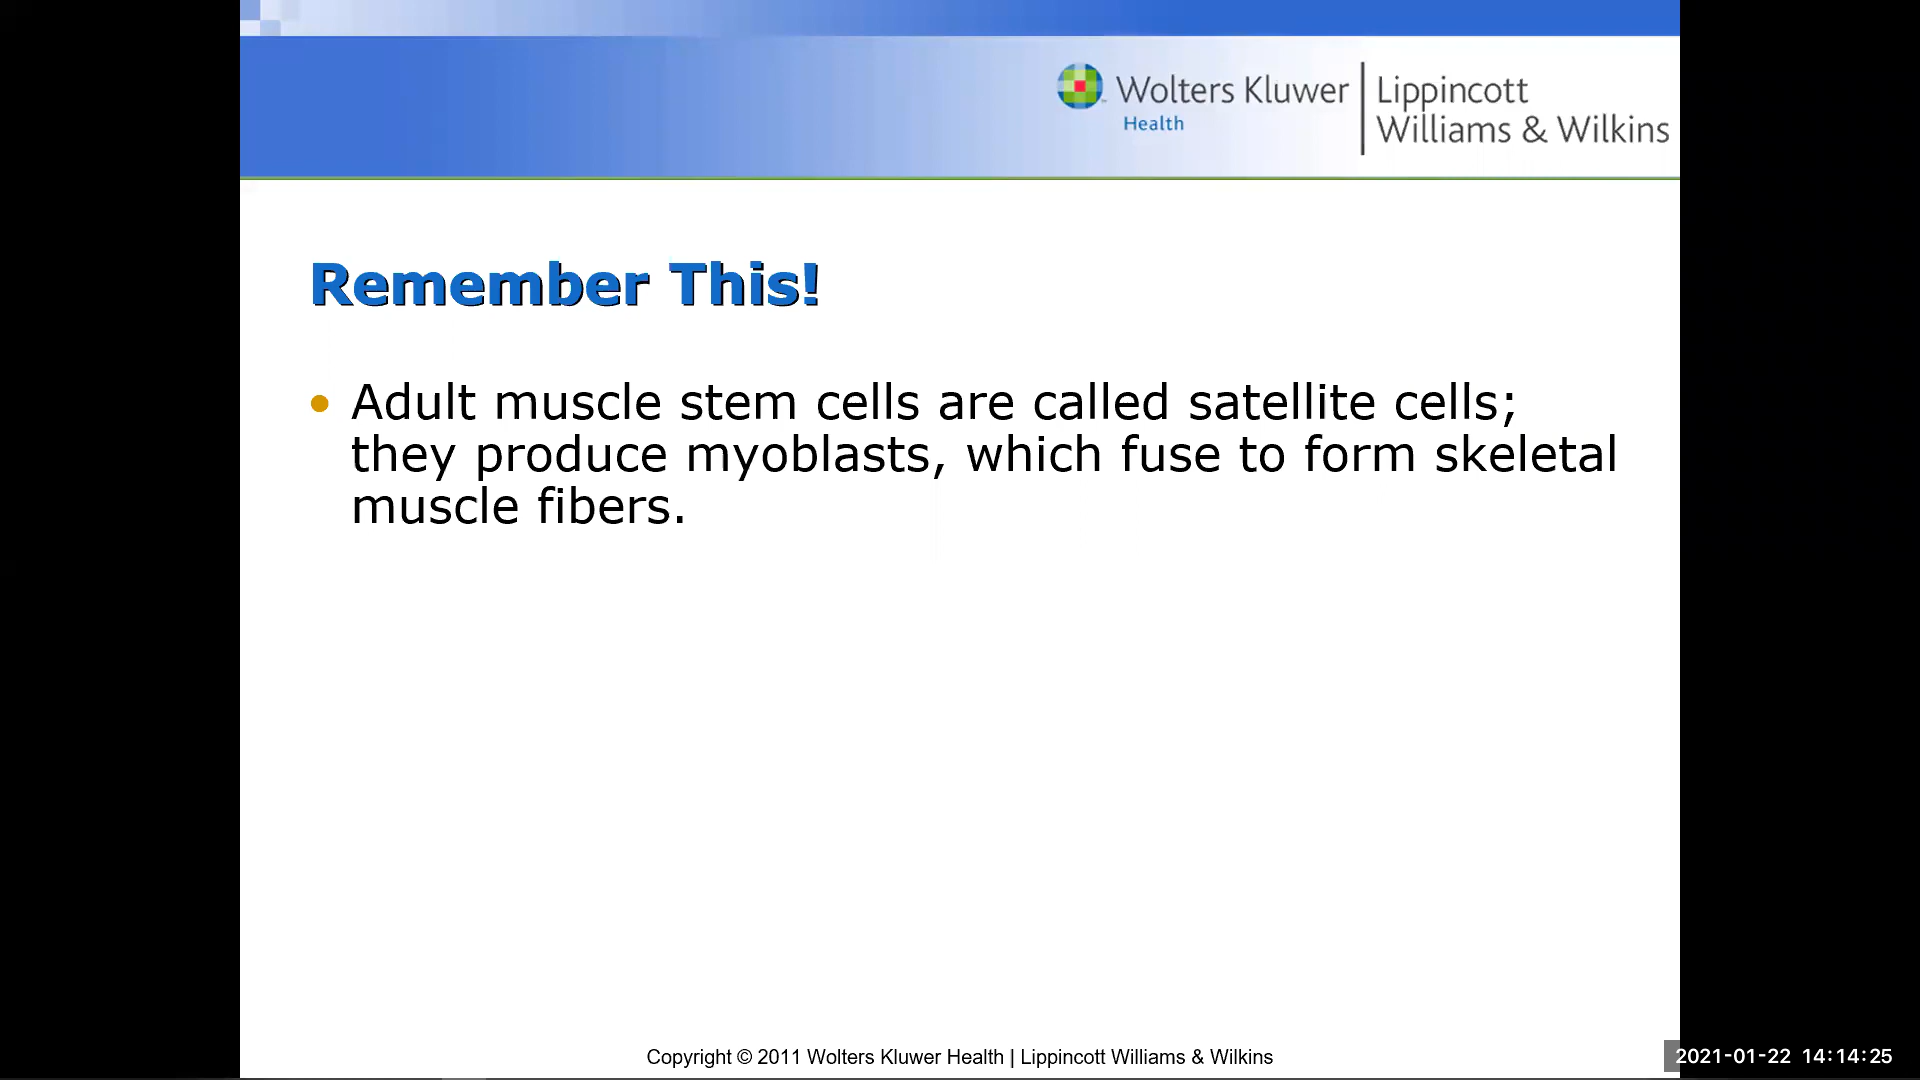 Wolters Kluwer
Health
Lippincott
Williams & Wilkins
Remember This!
• Adult muscle stem cells are called satellite cells;
they produce myoblasts, which fuse to form skeletal
muscle fibers.
Copyright © 2011 Wolters Kluwer Health | Lippincott Williams & Wilkins
2021-01-22 14:14:25